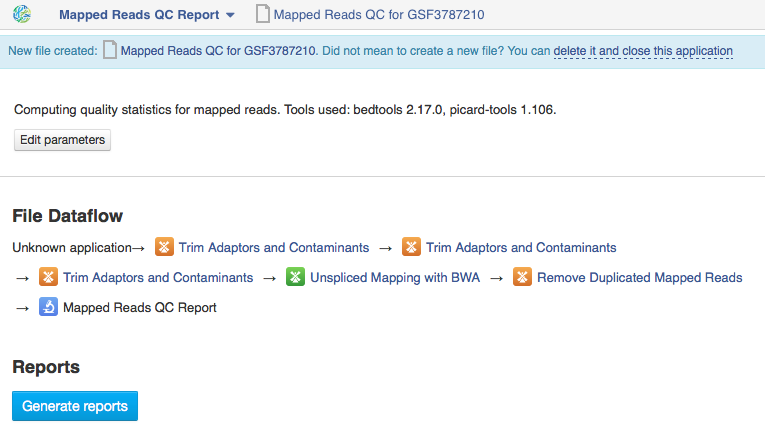 Mapped Reads QC Report Mapped Reads QC for GSF3787210
New file created: Mapped Reads QC for GSF3787210. Did not mean to create a new file? You can delete it and close this application
Computing quality statistics for mapped reads. Tools used: bedtools 2.17.0, picard-tools 1.106.
Edit parameters
File Dataflow
Unknown application→ Trim Adaptors and Contaminants → Trim Adaptors and Contaminants
→ Trim Adaptors and Contaminants → Unspliced Mapping with BWA → Remove Duplicated Mapped Reads
→ Mapped Reads QC Report
Reports
Generate reports